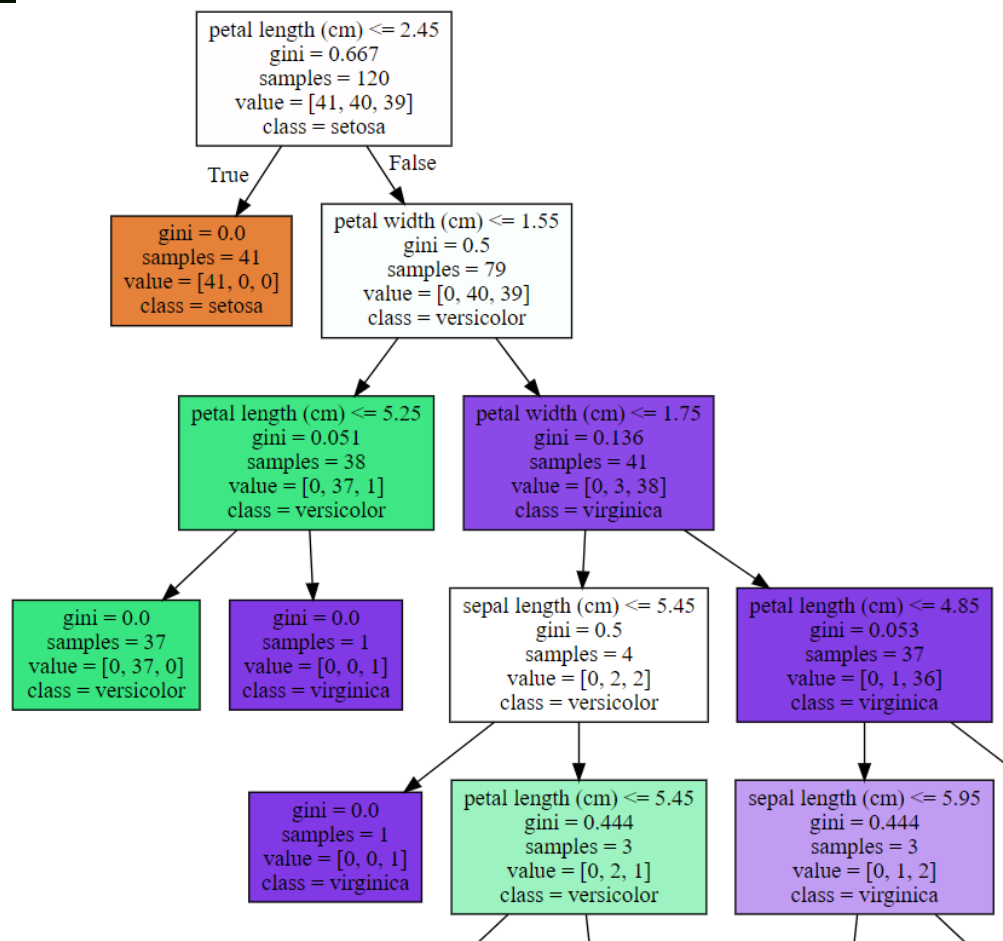 petal length (cm) <= 2.45
gini = 0.667
samples = 120
value = [41, 40, 39]
class = setosa
True
False
gini = 0.0
samples = 41
value = [41, 0, 0]
class = setosa
petal width (cm) <= 1.55
gini = 0.5
samples = 79
value = [0, 40, 39]
class = versicolor
petal length (cm) <= 5.25
gini = 0.051
samples = 38
value = [0, 37, 1]
class = versicolor
petal width (cm) <= 1.75
gini = 0.136
samples = 41
value = [0, 3, 38]
class = virginica
gini = 0.0
samples = 37
value = [0, 37, 0]
class = versicolor
gini = 0.0
samples = 1
value = [0, 0, 1]
class = virginica
sepal length (cm) <= 5.45
gini = 0.5
samples = 4
value = [0, 2, 2]
class = versicolor
petal length (cm) <= 4.85
gini = 0.053
samples = 37
value = [0, 1, 36]
class = virginica
gini = 0.0
samples = 1
value = [0, 0, 1]
class = virginica
petal length (cm) <= 5.45
gini = 0.444
samples = 3
value = [0, 2, 1]
class = versicolor
sepal length (cm) <= 5.95
gini = 0.444
samples = 3
value = [0, 1, 2]
class = virginica